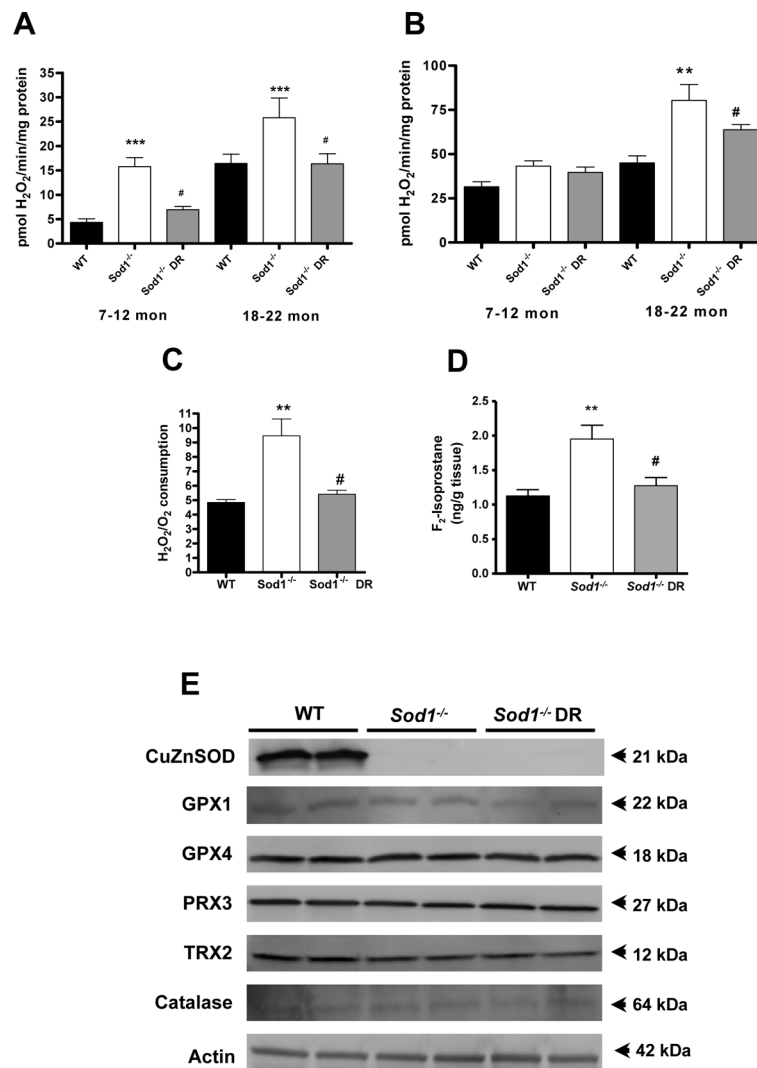 A
pmol H₂O₂/min/mg protein
35
30
25
20
15
10
5
0
***
#
***
#
WT
Sod1⁻/⁻
Sod1⁻/⁻ DR
WT
Sod1⁻/⁻
Sod1⁻/⁻ DR
7-12 mon
18-22 mon
B
pmol H₂O₂/min/mg protein
100
75
50
25
0
**
#
WT
Sod1⁻/⁻
Sod1⁻/⁻ DR
WT
Sod1⁻/⁻
Sod1⁻/⁻ DR
7-12 mon
18-22 mon
C
H₂O₂/O₂ consumption
11
10
9
8
7
6
5
4
3
2
1
0
**
#
WT
Sod1⁻/⁻
Sod1⁻/⁻ DR
D
F₂-Isoprostane
(ng/g tissue)
2.5
2.0
1.5
1.0
0.5
0.0
**
#
WT
Sod1⁻/⁻
Sod1⁻/⁻ DR
E
WT Sod1⁻/⁻ Sod1⁻/⁻ DR
CuZnSOD 21 kDa
GPX1 22 kDa
GPX4 18 kDa
PRX3 27 kDa
TRX2 12 kDa
Catalase 64 kDa
Actin 42 kDa